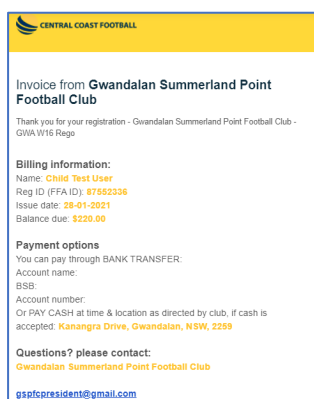 CENTRAL COAST FOOTBALL
Invoice from Gwandalan Summerland Point
Football Club
Thank you for your registration - Gwandalan Summerland Point Football Club -
GWA W16 Rego
Billing information:
Name: Child Test User
Reg ID (FFA ID): 87552336
Issue date: 28-01-2021
Balance due: $220.00
Payment options
You can pay through BANK TRANSFER:
Account name:
BSB:
Account number:
Or PAY CASH at time & location as directed by club, if cash is
accepted: Kanangra Drive, Gwandalan, NSW, 2259
Questions? please contact:
Gwandalan Summerland Point Football Club
gspfcpresident@gmail.com